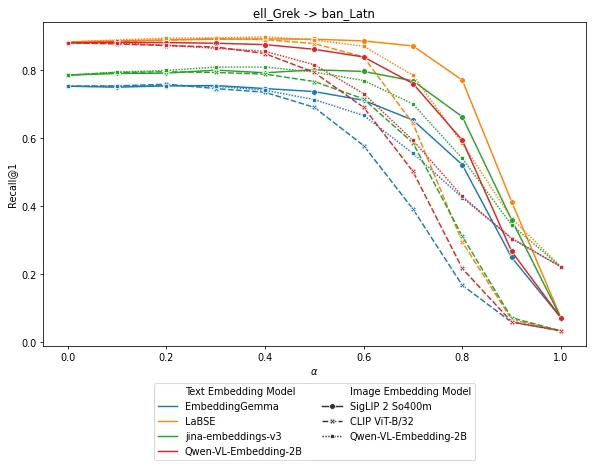 ell_Grek -> ban_Latn
Recall@1
0.8
0.6
0.4
0.2
0.0
0.0 0.2 0.4 0.6 0.8 1.0
α
Text Embedding Model Image Embedding Model
EmbeddingGemma SigLIP 2 So400m
LaBSE CLIP ViT-B/32
jina-embeddings-v3 Qwen-VL-Embedding-2B
Qwen-VL-Embedding-2B